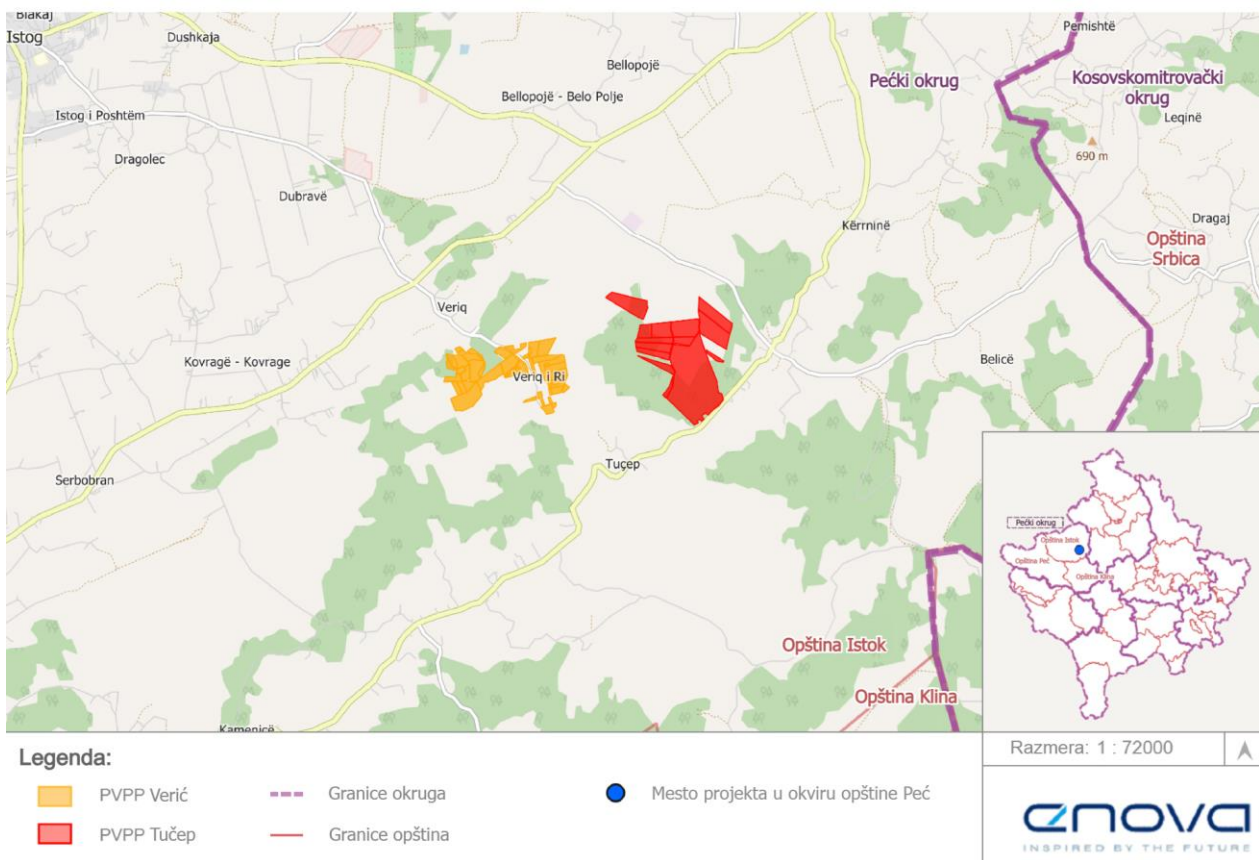 Blakaj
Istog
Dushkaja
Bellopojë
Pemishtë
Pećki okrug
Kosovskomitrovački
okrug
Bellopojë - Belo Polje
Istog i Poshtëm
Leqinë
Dragolec
690 m
Dubravë
Kërrninë
Dragaj
Opština
Srbica
Veriq
Kovragë - Kovrage
Veriq i Ri
Belicë
Tuçep
Serbobran
Pećki okrug
Opština Istok
Opština Peć
Opština Klina
Opština Istok
Opština Klina
Kamenicë
Legenda:
PVPP Verić
Granice okruga
Mesto projekta u okviru opštine Peć
PVPP Tučep
Granice opština
Razmera: 1 : 72000
enova
INSPIRED BY THE FUTURE